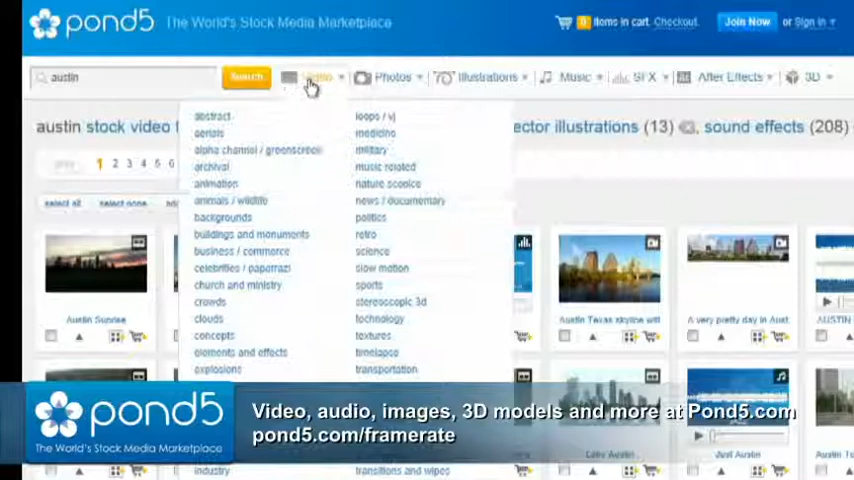 pond5 The World's Stock Media Marketplace
0 items in cart. Checkout. Join Now or Sign in
austin Search Video Photos Illustrations Music SFX After Effects 3D
austin stock video
vector illustrations (13) sound effects (208)
prev 1 2 3 4 5 6
select all select none
abstract loops / vj
aerials medicine
alpha channel / greenscreen military
archival music related
animation nature scenics
animals / wildlife news / documentary
backgrounds politics
buildings and monuments retro
business / commerce science
celebrities / paparazzi slow motion
church and ministry sports
crowds stereoscopic 3d
clouds technology
concepts textures
elements and effects timelapse
explosions transportation
industry transitions and wipes
Austin Sunrise
Austin Texas skyline with
A very pretty day in Aust
AUSTIN
Just Austin
pond5
The World's Stock Media Marketplace
Video, audio, images, 3D models and more at Pond5.com
pond5.com/framerate